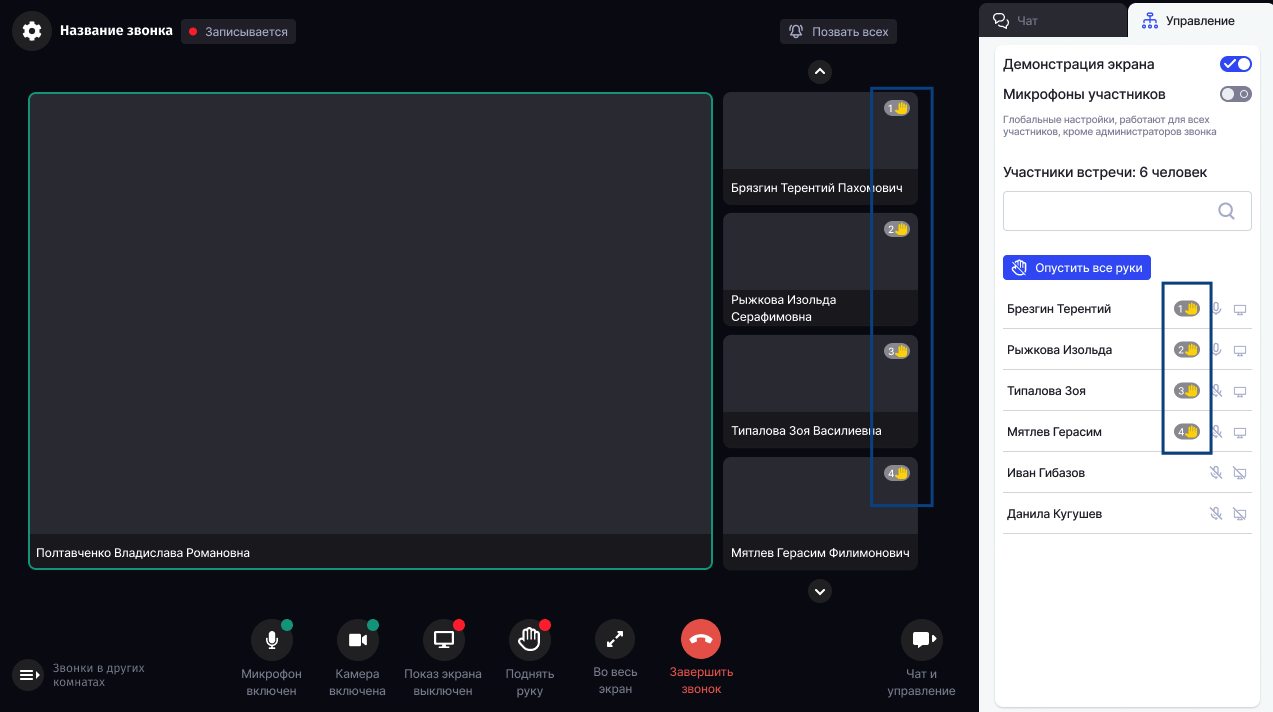 Название звонка
Записывается
Позвать всех
Чат
Управление
Демонстрация экрана
Микрофоны участников
Глобальные настройки, работают для всех
участников, кроме администраторов звонка
Участники встречи: 6 человек
Опустить все руки
Брезгин Терентий
1
Рыжкова Изольда
2
Типалова Зоя
3
Мятлев Герасим
4
Иван Гибазов
Данила Кугушев
1
Брязгин Терентий Пахомович
2
Рыжкова Изольда
Серафимовна
3
Типалова Зоя Василиевна
4
Мятлев Герасим Филимонович
Полтавченко Владислава Романовна
Звонки в других
комнатах
Микрофон
включен
Камера
включена
Показ экрана
выключен
Поднять
руку
Во весь
экран
Завершить
звонок
Чат и
управление